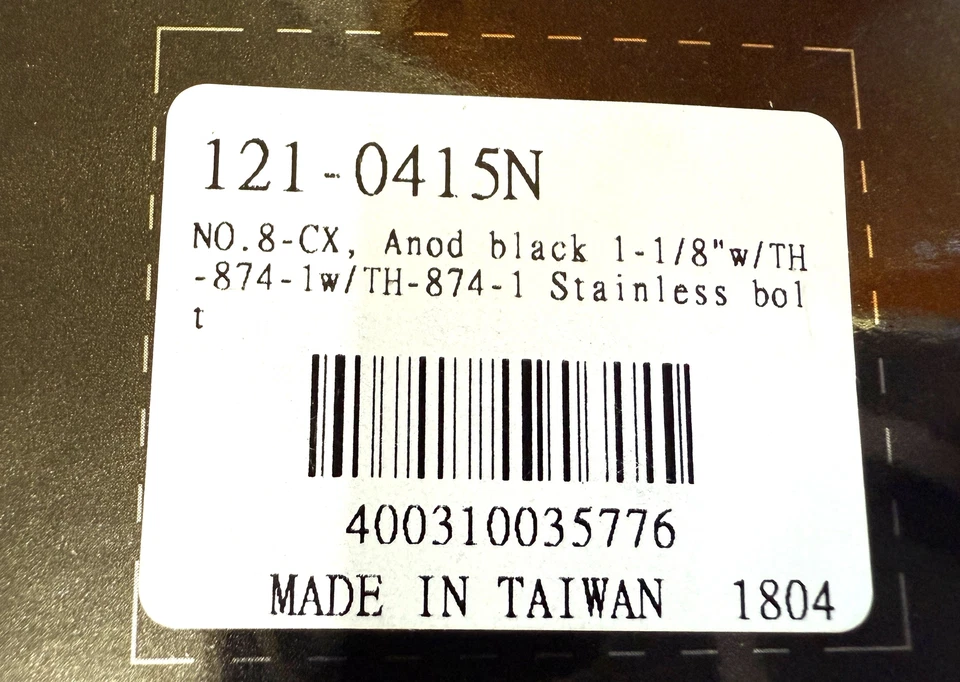 121-0415N
NO.8-CX, Anod black 1-1/8"w/TH
-874-1w/TH-874-1 Stainless bol
t
400310035776
MADE IN TAIWAN 1804